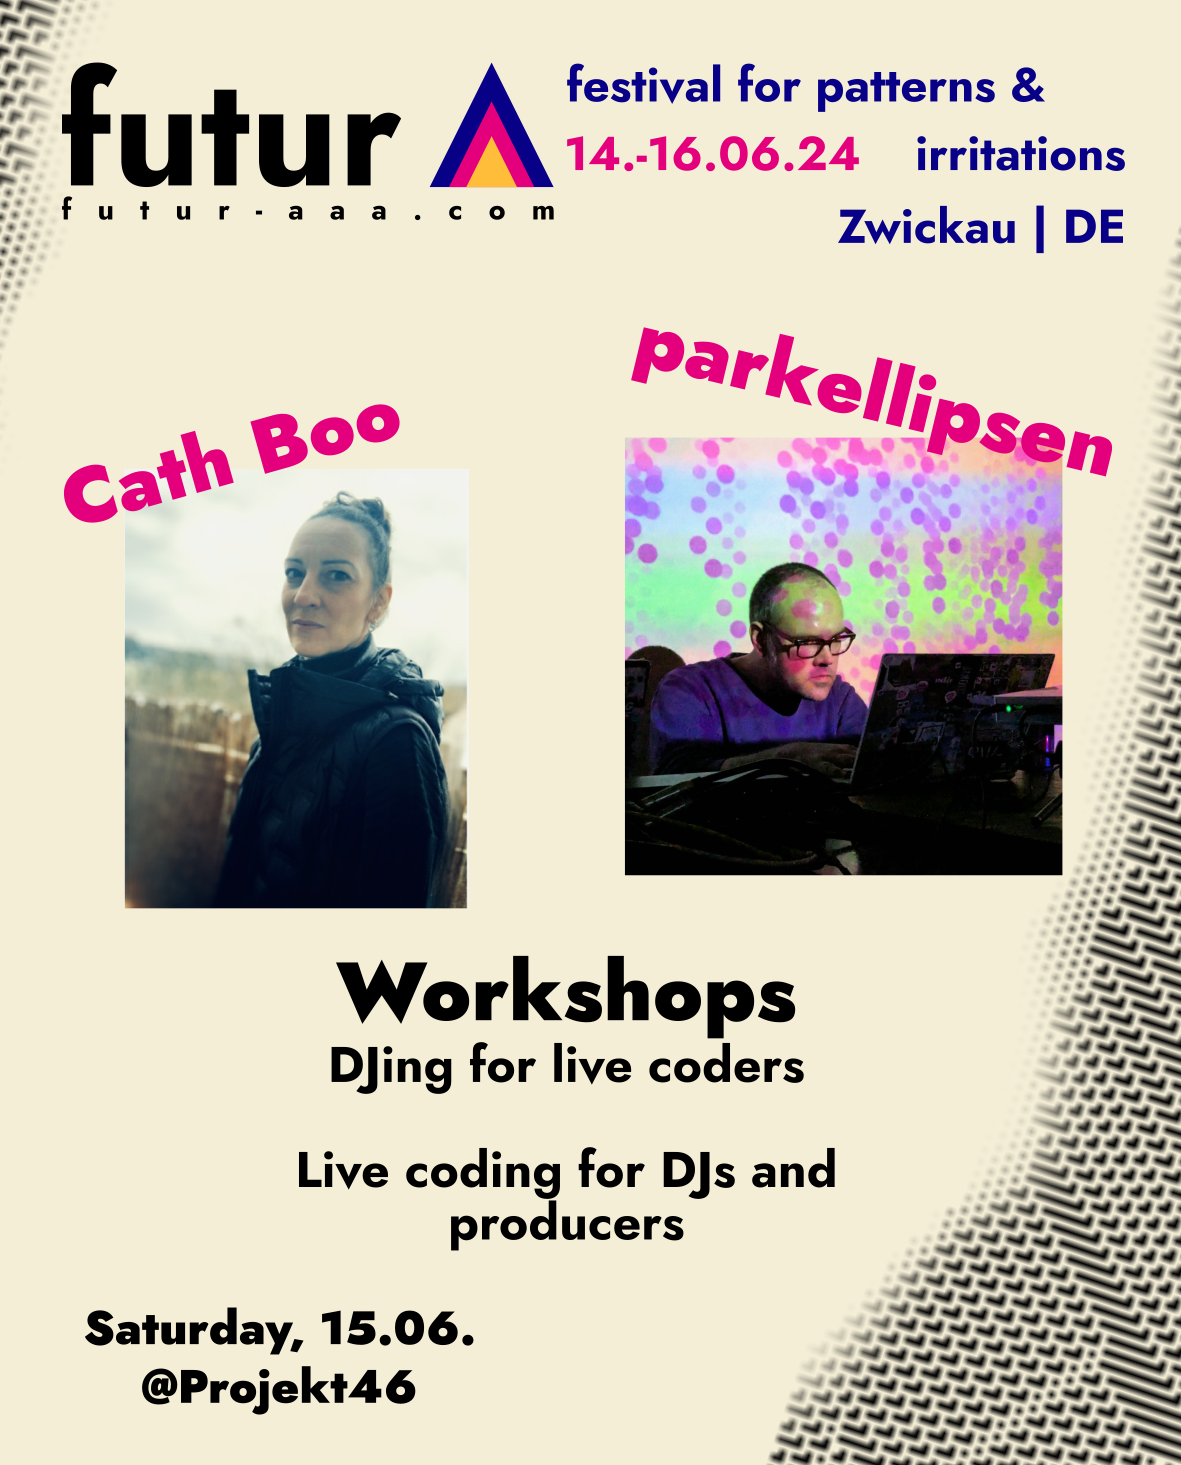 futur
futur-aaa.com
festival for patterns &
14.-16.06.24 irritations
Zwickau | DE
Cath Boo
parkellipsen
Workshops
DJing for live coders
Live coding for DJs and
producers
Saturday, 15.06.
@Projekt46